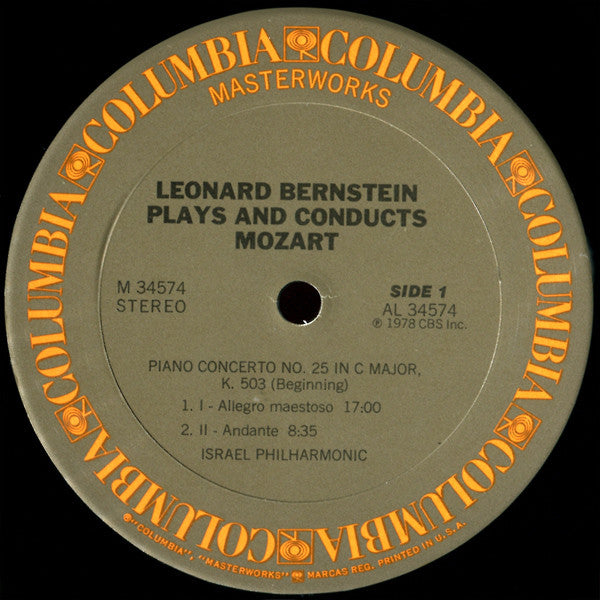 COLUMBIA COLUMBIA COLUMBIA COLUMBIA COLUMBIA COLUMBIA COLUMBIA COLUMBIA
MASTERWORKS
LEONARD BERNSTEIN
PLAYS AND CONDUCTS
MOZART
M 34574
STEREO
SIDE 1
AL 34574
℗ 1978 CBS Inc.
PIANO CONCERTO NO. 25 IN C MAJOR,
K. 503 (Beginning)
1. I - Allegro maestoso 17:00
2. II - Andante 8:35
ISRAEL PHILHARMONIC
®"COLUMBIA", "MASTERWORKS" MARCAS REG. PRINTED IN U.S.A.